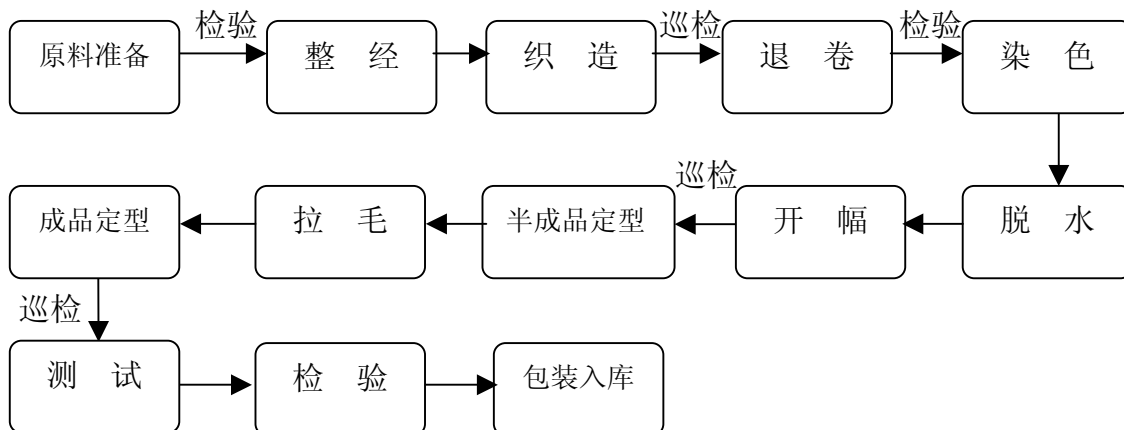 检验 巡检 检验
原料准备 整 经 织 造 退 卷 染 色
巡检
成品定型 拉 毛 半成品定型 开 幅 脱 水
巡检
测 试 检 验 包装入库